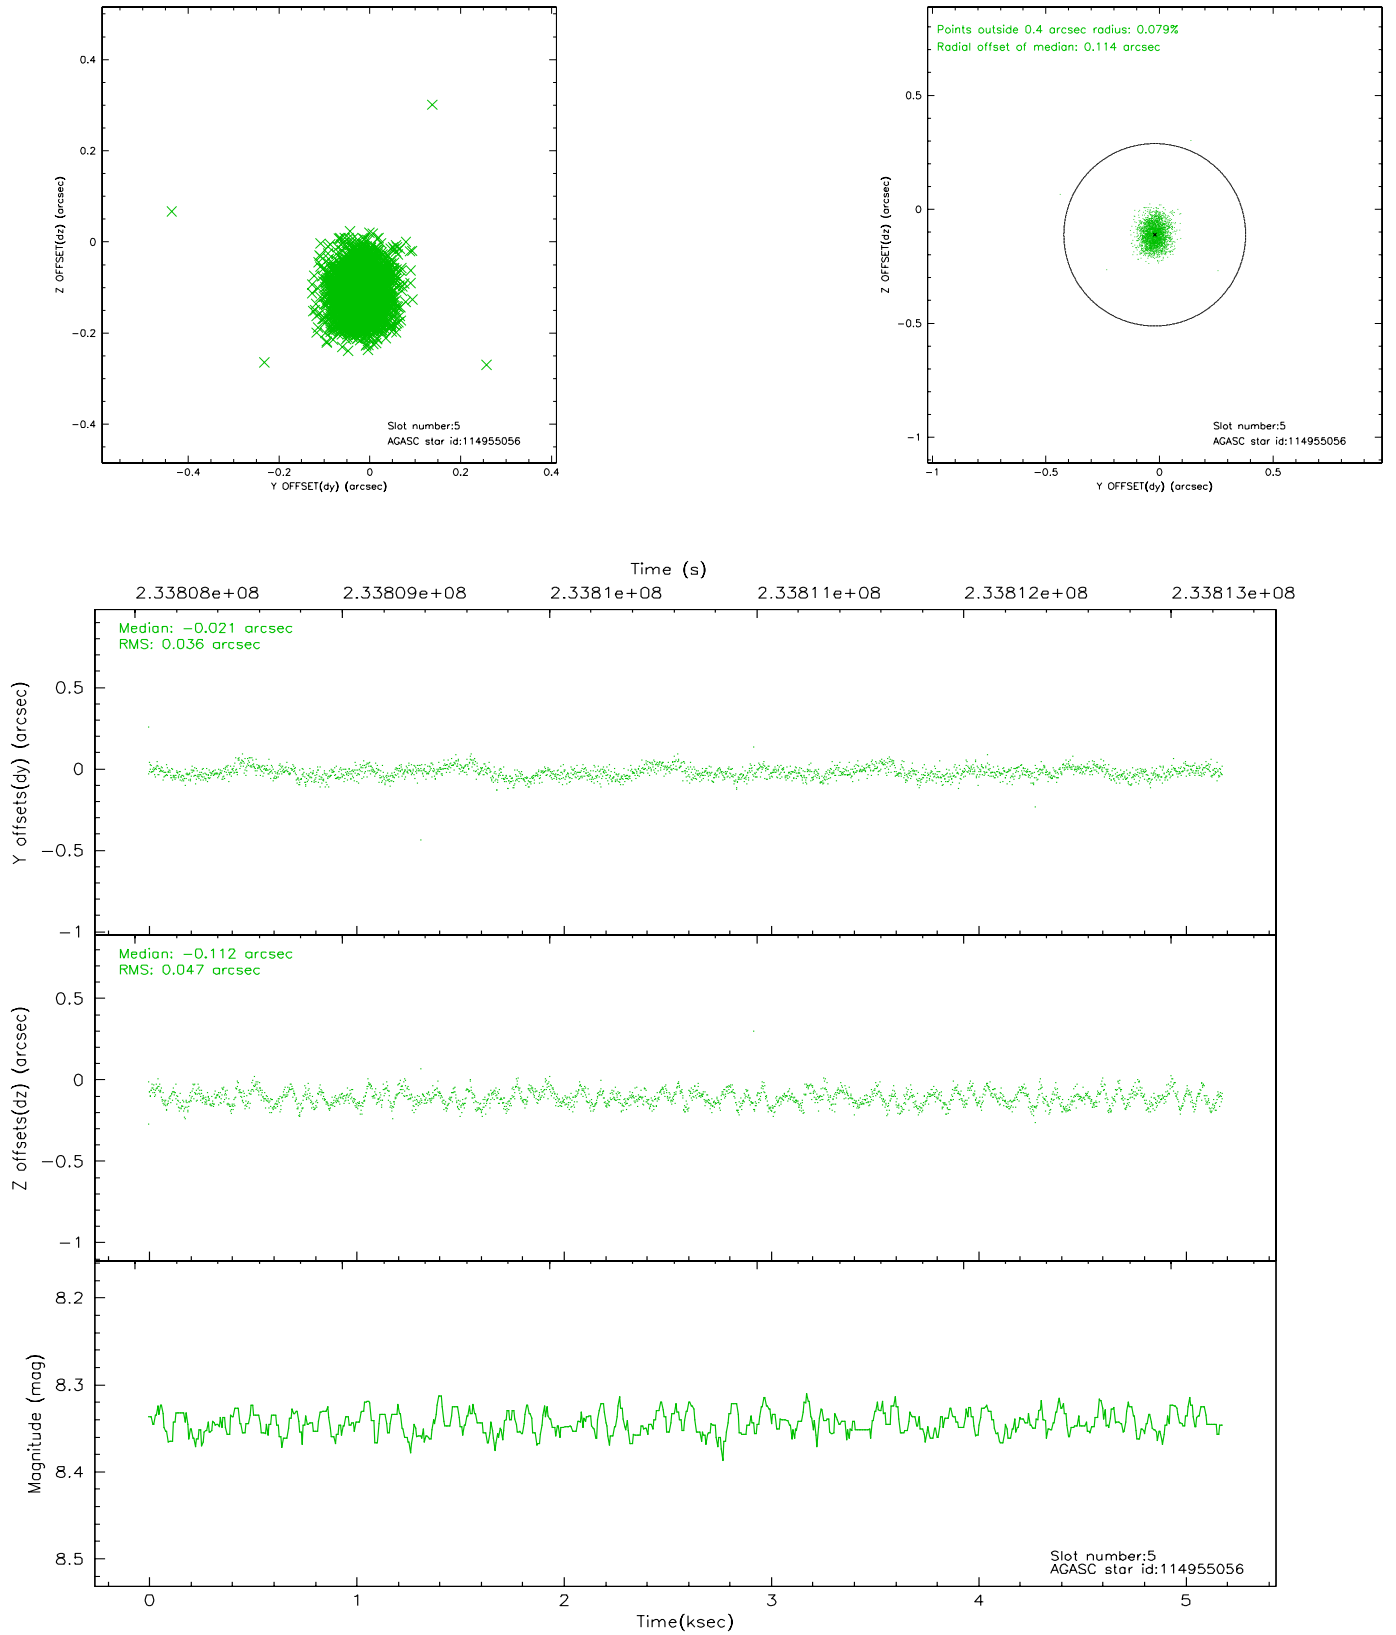 0.4
0.2
0
−0.2
−0.4
Z OFFSET(dz) (arcsec)
Slot number:5
AGASC star id:114955056
−0.4 −0.2 0 0.2 0.4
Y OFFSET(dy) (arcsec)
Points outside 0.4 arcsec radius: 0.079%
Radial offset of median: 0.114 arcsec
0.5
0
−0.5
−1
Z OFFSET(dz) (arcsec)
Slot number:5
AGASC star id:114955056
−1 −0.5 0 0.5
Y OFFSET(dy) (arcsec)
Time (s)
2.33808e+08 2.33809e+08 2.3381e+08 2.33811e+08 2.33812e+08 2.33813e+08
Median: −0.021 arcsec
RMS: 0.036 arcsec
0.5
0
−0.5
−1
Y offsets(dy) (arcsec)
Median: −0.112 arcsec
RMS: 0.047 arcsec
0.5
0
−0.5
−1
Z offsets(dz) (arcsec)
8.2
8.3
8.4
8.5
Magnitude (mag)
Slot number:5
AGASC star id:114955056
0 1 2 3 4 5
Time(ksec)